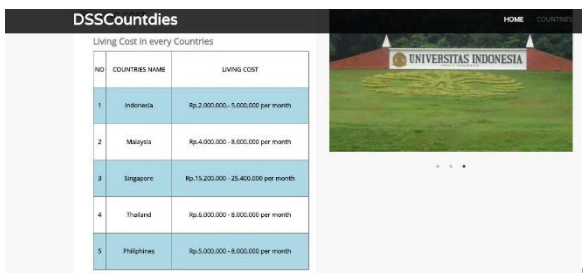 DSSCountdies
HOME COUNTRIES
Living Cost in every Countries
NO COUNTRIES NAME LIVING COST
1 Indonesia Rp.2.000.000,- 5.000.000 per month
2 Malaysia Rp.4.000.000 - 8.000.000 per month
3 Singapore Rp.15.200.000 - 25.400.000 per month
4 Thailand Rp.6.000.000 - 8.000.000 per month
5 Philiphines Rp.5.000.000 - 8.000.000 per month
UNIVERSITAS INDONESIA